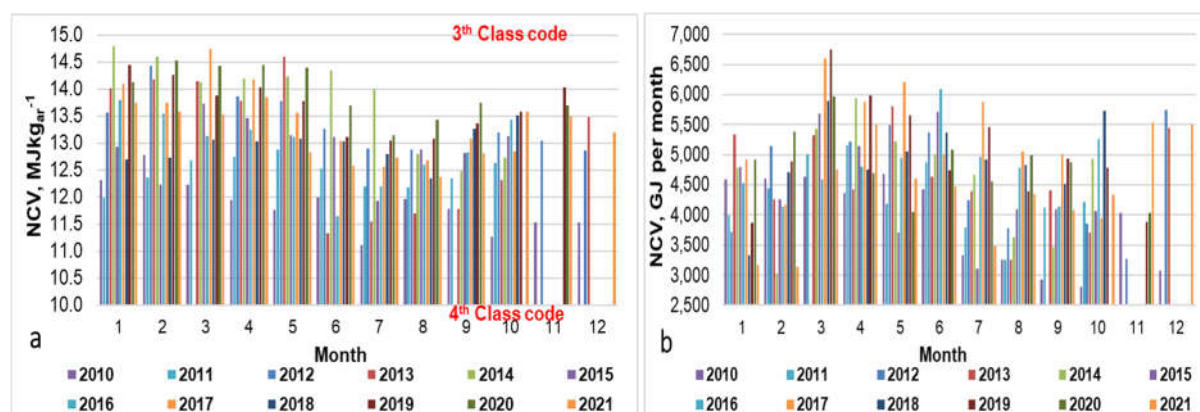 3th Class code
NCV, MJkgar-1
15.0
14.5
14.0
13.5
13.0
12.5
12.0
11.5
11.0
10.5
10.0
4th Class code
1 2 3 4 5 6 7 8 9 10 11 12
a
Month
2010 2011 2012 2013 2014 2015
2016 2017 2018 2019 2020 2021
NCV, GJ per month
7,000
6,500
6,000
5,500
5,000
4,500
4,000
3,500
3,000
2,500
1 2 3 4 5 6 7 8 9 10 11 12
b
Month
2010 2011 2012 2013 2014 2015
2016 2017 2018 2019 2020 2021